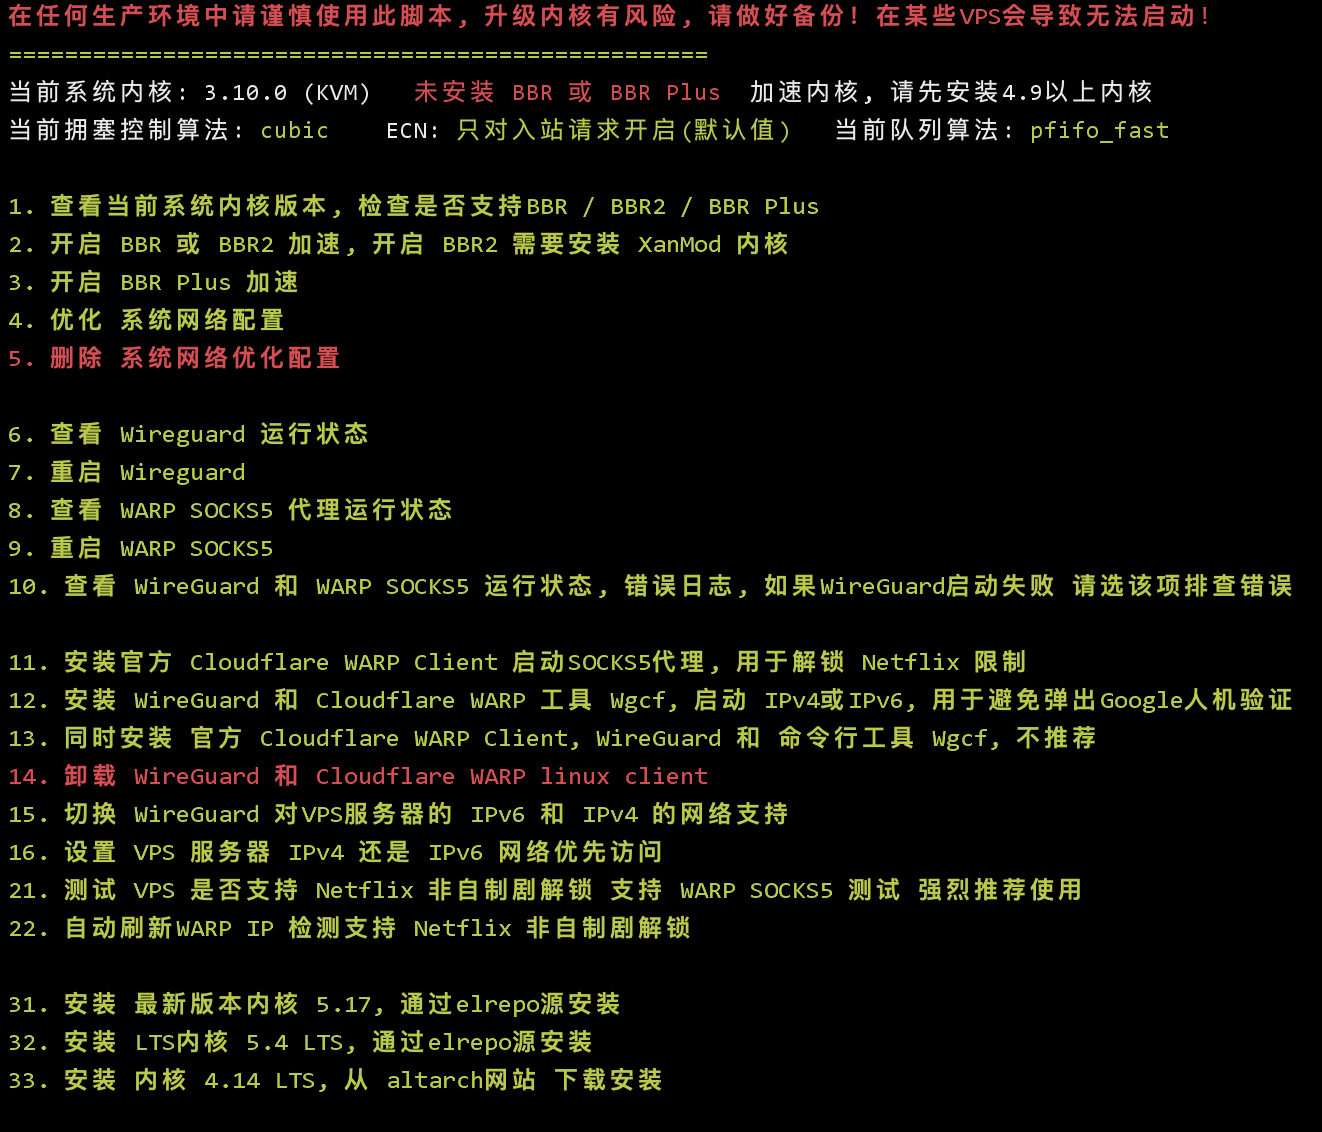 在任何生产环境中请谨慎使用此脚本, 升级内核有风险, 请做好备份! 在某些VPS会导致无法启动!
==================================================
当前系统内核: 3.10.0 (KVM)   未安装 BBR 或 BBR Plus  加速内核, 请先安装4.9以上内核
当前拥塞控制算法: cubic    ECN: 只对入站请求开启(默认值)   当前队列算法: pfifo_fast
1. 查看当前系统内核版本, 检查是否支持BBR / BBR2 / BBR Plus
2. 开启 BBR 或 BBR2 加速, 开启 BBR2 需要安装 XanMod 内核
3. 开启 BBR Plus 加速
4. 优化 系统网络配置
5. 删除 系统网络优化配置
6. 查看 Wireguard 运行状态
7. 重启 Wireguard
8. 查看 WARP SOCKS5 代理运行状态
9. 重启 WARP SOCKS5
10. 查看 WireGuard 和 WARP SOCKS5 运行状态, 错误日志, 如果WireGuard启动失败 请选该项排查错误
11. 安装官方 Cloudflare WARP Client 启动SOCKS5代理, 用于解锁 Netflix 限制
12. 安装 WireGuard 和 Cloudflare WARP 工具 Wgcf, 启动 IPv4或IPv6, 用于避免弹出Google人机验证
13. 同时安装 官方 Cloudflare WARP Client, WireGuard 和 命令行工具 Wgcf, 不推荐
14. 卸载 WireGuard 和 Cloudflare WARP linux client
15. 切换 WireGuard 对VPS服务器的 IPv6 和 IPv4 的网络支持
16. 设置 VPS 服务器 IPv4 还是 IPv6 网络优先访问
21. 测试 VPS 是否支持 Netflix 非自制剧解锁 支持 WARP SOCKS5 测试 强烈推荐使用
22. 自动刷新WARP IP 检测支持 Netflix 非自制剧解锁
31. 安装 最新版本内核 5.17, 通过elrepo源安装
32. 安装 LTS内核 5.4 LTS, 通过elrepo源安装
33. 安装 内核 4.14 LTS, 从 altarch网站 下载安装